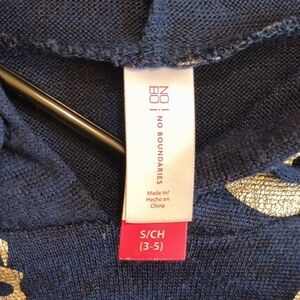 NO
BO
NO BOUNDARIES
Made in/
Hecho en
China
S/CH
(3-5)